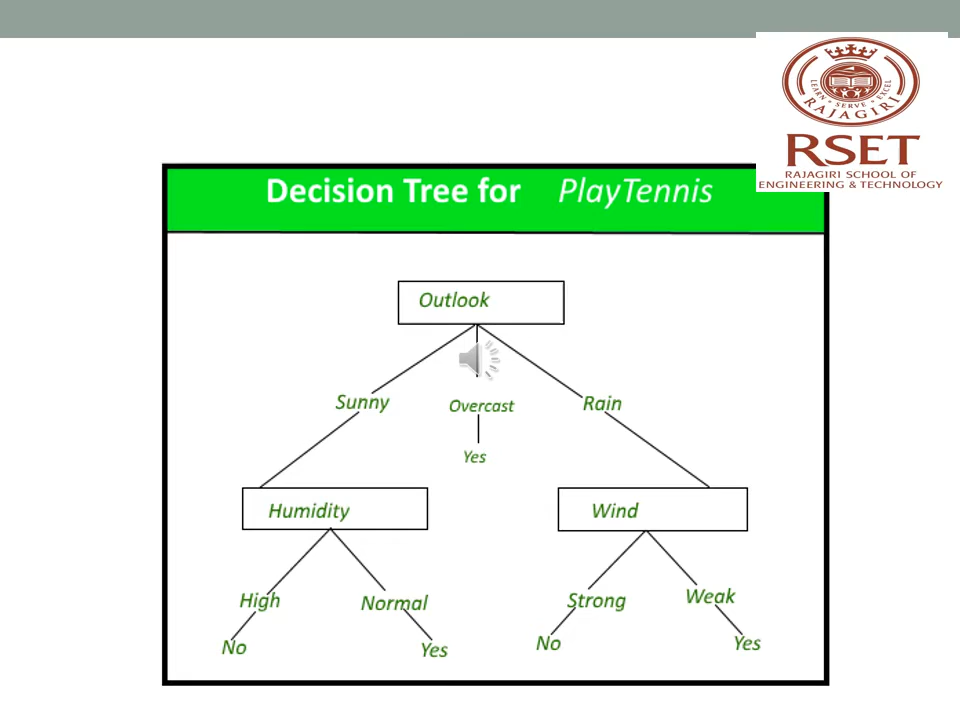 LEARN • SERVE • EXCEL
RAJAGIRI
RSET
RAJAGIRI SCHOOL OF
ENGINEERING & TECHNOLOGY
Decision Tree for PlayTennis
Outlook
Sunny Overcast Rain
Yes
Humidity Wind
High Normal Strong Weak
No Yes No Yes